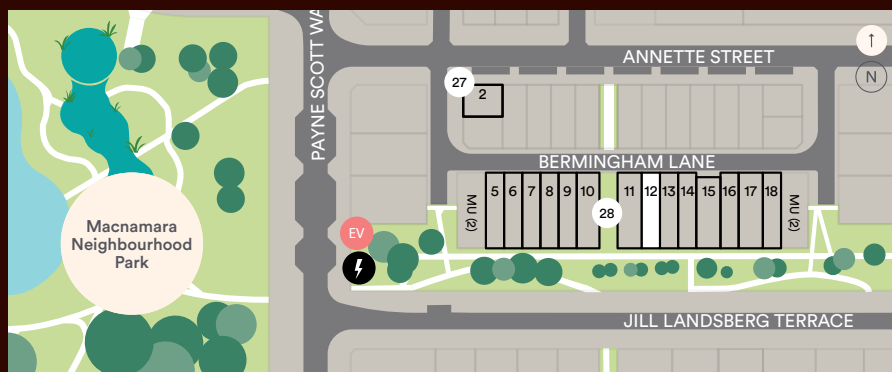 PAYNE SCOTT WA
ANNETTE STREET
↑
N
27
2
BERMINGHAM LANE
MU (2)
5
6
7
8
9
10
28
11
12
13
14
15
16
17
18
MU (2)
Macnamara
Neighbourhood
Park
EV
JILL LANDSBERG TERRACE